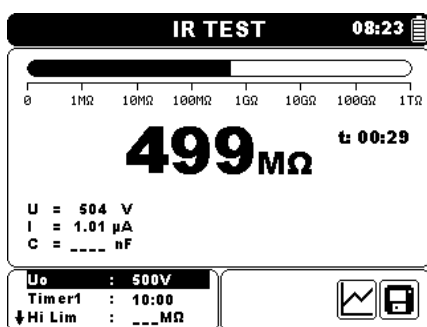 IR TEST 08:23
0 1MΩ 10MΩ 100MΩ 1GΩ 10GΩ 100GΩ 1TΩ
499MΩ t: 00:29
U = 504 V
I = 1.01 µA
C = ____ nF
Uo : 500V
Timer1 : 10:00
Hi Lim : ___MΩ